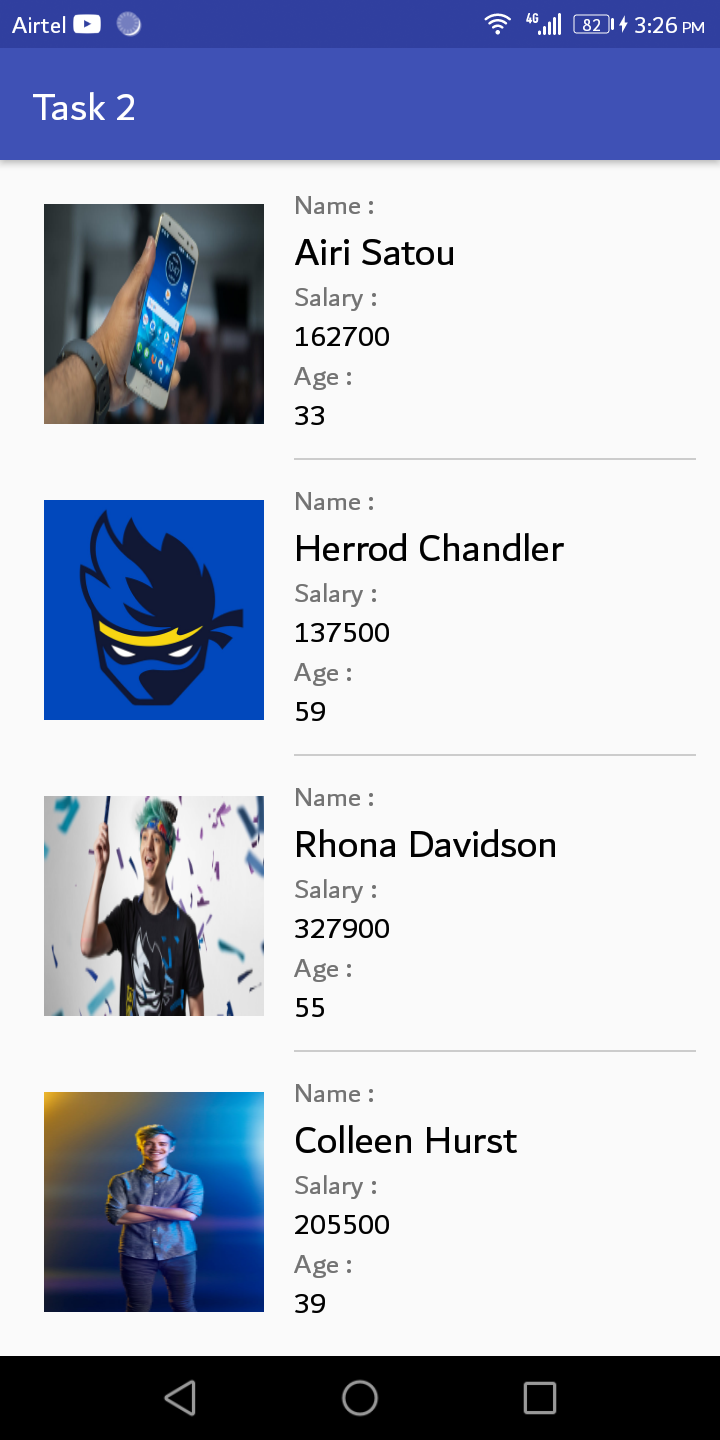 Airtel 4G 82 3:26 PM
Task 2
Name :
Airi Satou
Salary :
162700
Age :
33
Name :
Herrod Chandler
Salary :
137500
Age :
59
Name :
Rhona Davidson
Salary :
327900
Age :
55
Name :
Colleen Hurst
Salary :
205500
Age :
39